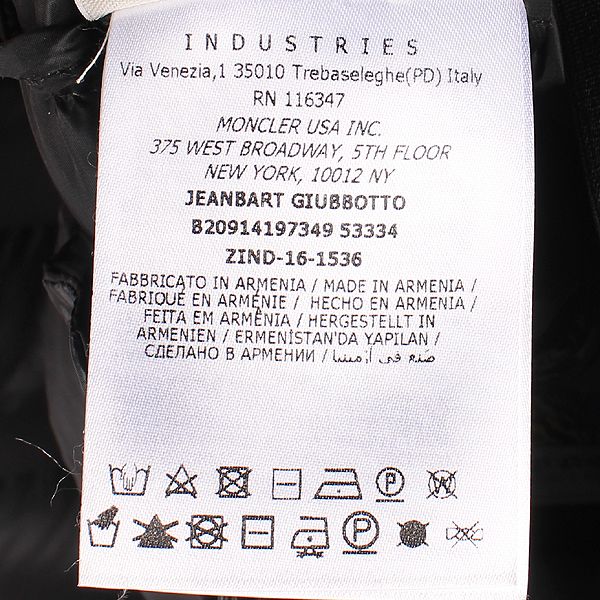 INDUSTRIES
Via Venezia,1 35010 Trebaseleghe(PD) Italy
RN 116347
MONCLER USA INC.
375 WEST BROADWAY, 5TH FLOOR
NEW YORK, 10012 NY
JEANBART GIUBBOTTO
B20914197349 53334
ZIND-16-1536
FABBRICATO IN ARMENIA / MADE IN ARMENIA /
FABRIQUÉ EN ARMÉNIE / HECHO EN ARMENIA /
FEITA EM ARMÊNIA / HERGESTELLT IN
ARMENIEN / ERMENİSTAN'DA YAPILAN /
СДЕЛАНО В АРМЕНИИ / صنع في أرمينيا
P W
P